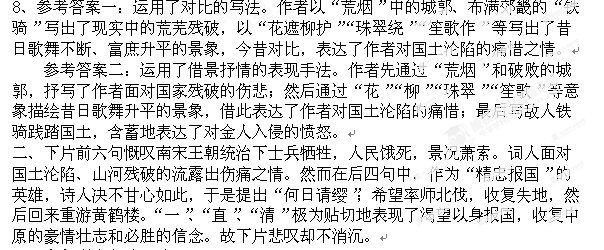 8、参考答案一：运用了对比的写法。作者以“荒烟”中的城郭、布满郊畿的“铁
骑”写出了现实中的荒芜残破，以“花遮柳护”“珠翠绕”“笙歌作”等写出了昔
日歌舞不断、富庶升平的景象，今昔对比，表达了作者对国土沦陷的痛惜之情。
参考答案二：运用了借景抒情的表现手法。作者先通过“荒烟”和破败的城
郭，抒写了作者面对国家残破的伤悲；然后通过“花”“柳”“珠翠”“笙歌”等意
象描绘昔日歌舞升平的景象，借此表达了作者对国土沦陷的痛惜；最后写敌人铁
骑践踏国土，含蓄地表达了对金人入侵的愤怒。
二、下片前六句慨叹南宋王朝统治下士兵牺牲，人民饿死，景况萧索。词人面对
国土沦陷、山河残破的流露出伤痛之情。然而在后四句中，作为“精忠报国”的
英雄，诗人决不甘心如此，于是提出“何日请缨”；希望率师北伐，收复失地，然
后回来重游黄鹤楼。“一”、“直”、“清”极为贴切地表现了渴望以身报国，收复中
原的豪情壮志和必胜的信念。故下片悲叹却不消沉。